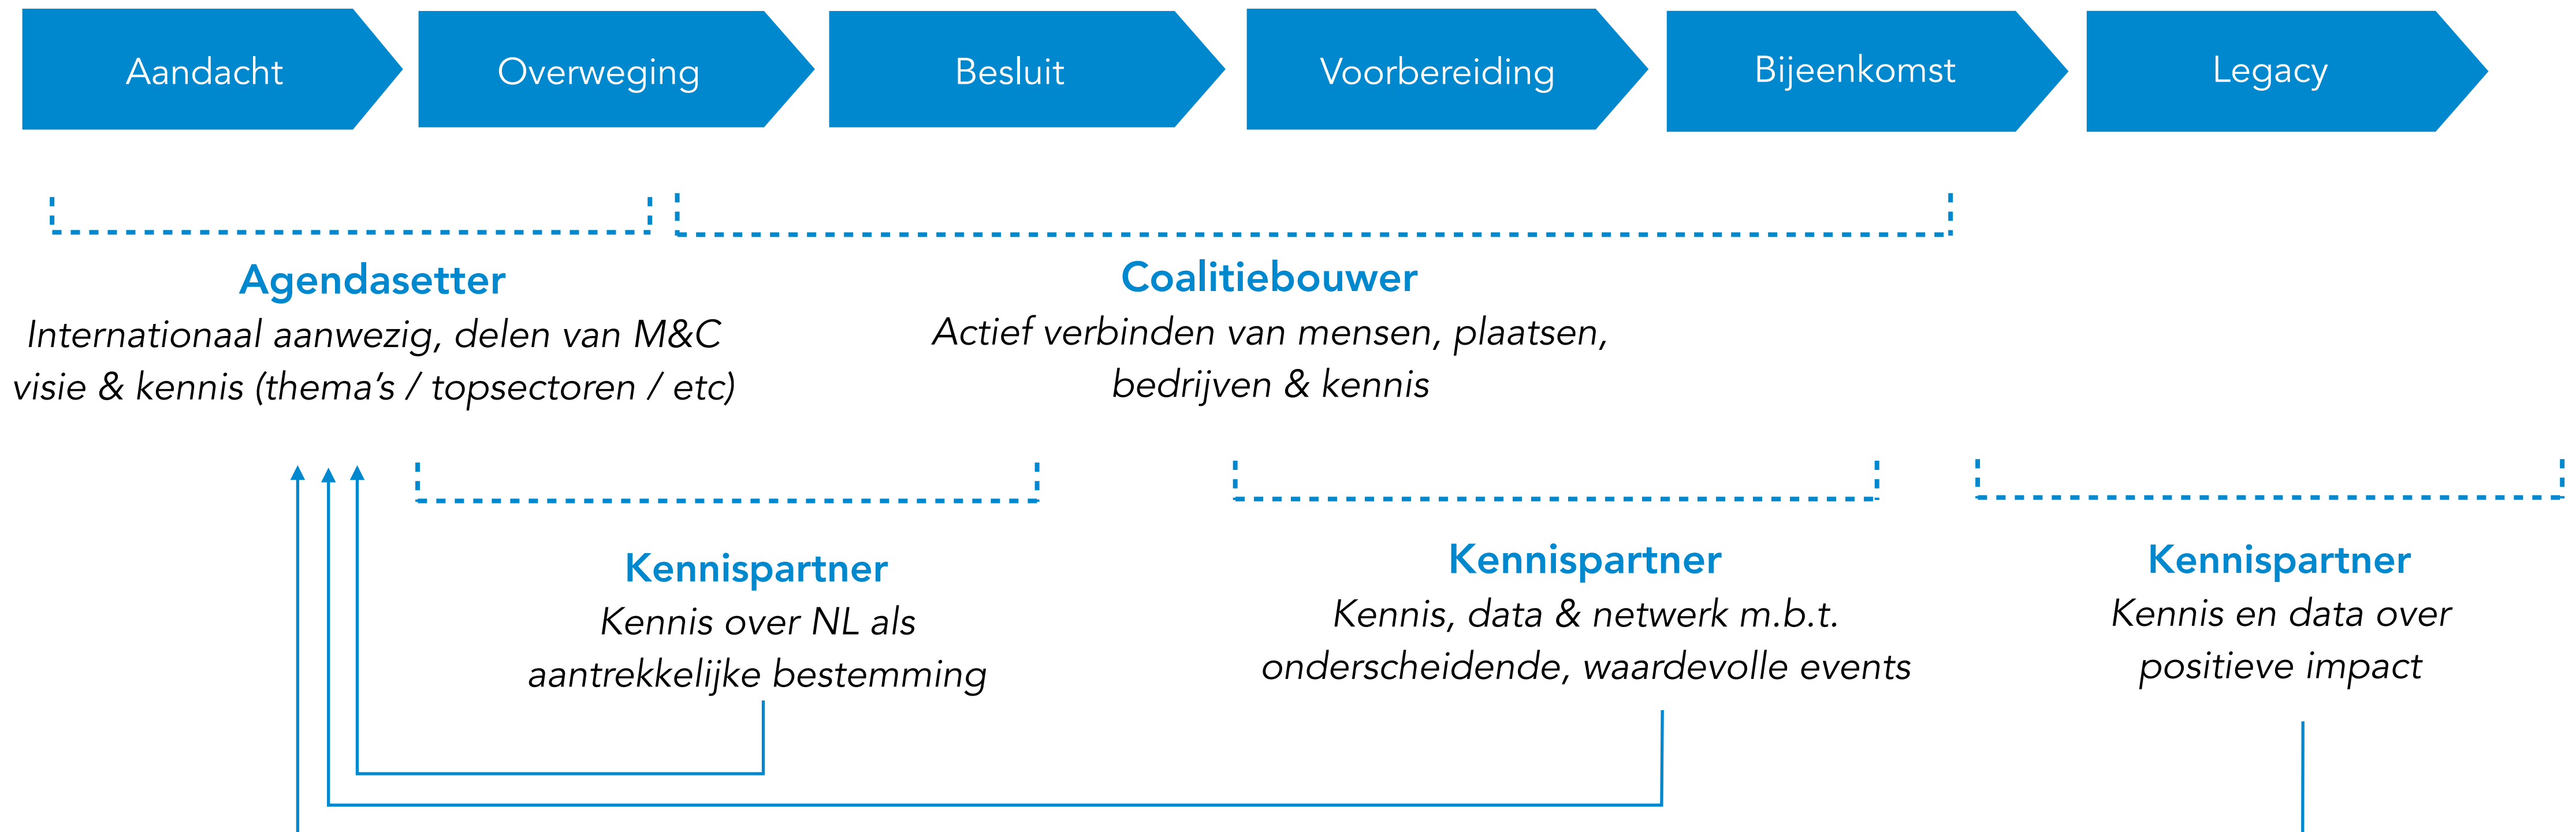 Aandacht
Overweging
Besluit
Voorbereiding
Bijeenkomst
Legacy
Agendasetter
Internationaal aanwezig, delen van M&C
visie & kennis (thema's / topsectoren / etc)
Coalitiebouwer
Actief verbinden van mensen, plaatsen,
bedrijven & kennis
Kennispartner
Kennis over NL als
aantrekkelijke bestemming
Kennispartner
Kennis, data & netwerk m.b.t.
onderscheidende, waardevolle events
Kennispartner
Kennis en data over
positieve impact